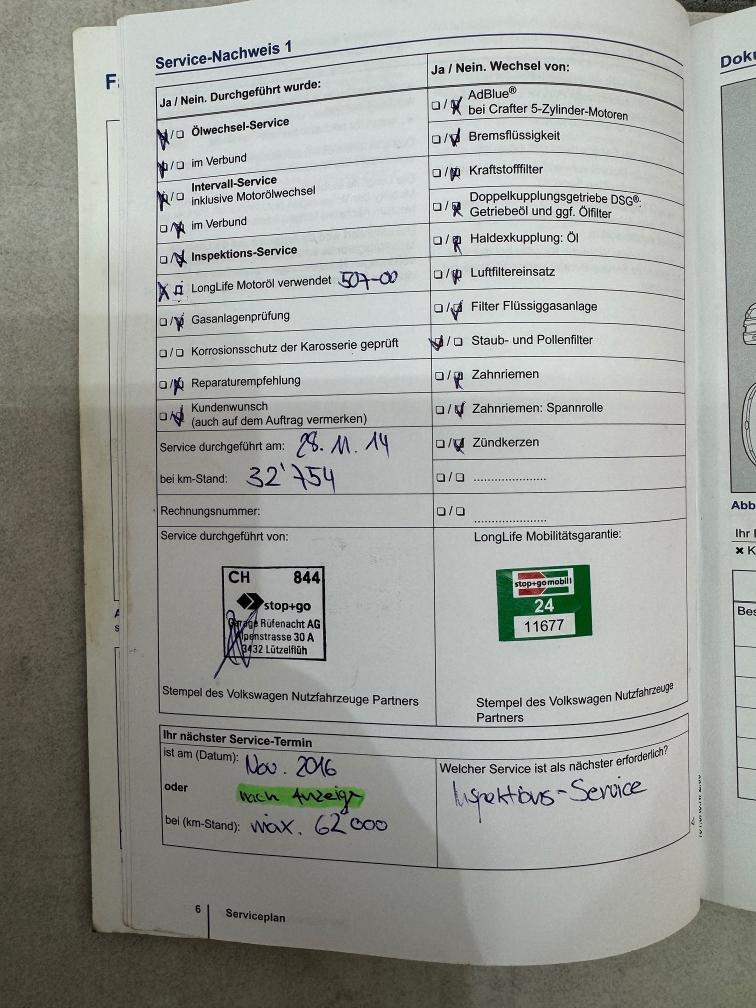 Service-Nachweis 1
Ja / Nein. Durchgeführt wurde:
❏/❏ Ölwechsel-Service
❏/❏ im Verbund
❏/❏ Intervall-Service
inklusive Motorölwechsel
❏/❏ im Verbund
❏/❏ Inspektions-Service
❏/❏ LongLife Motoröl verwendet 507-00
❏/❏ Gasanlagenprüfung
❏/❏ Korrosionsschutz der Karosserie geprüft
❏/❏ Reparaturempfehlung
❏/❏ Kundenwunsch
(auch auf dem Auftrag vermerken)
Service durchgeführt am: 28.11.14
bei km-Stand: 32'754
Rechnungsnummer:
Service durchgeführt von:
CH 844
stop+go
Garage Rüfenacht AG
Alpenstrasse 30 A
3432 Lützelflüh
Stempel des Volkswagen Nutzfahrzeuge Partners
Ja / Nein. Wechsel von:
❏/❏ AdBlue®
bei Crafter 5-Zylinder-Motoren
❏/❏ Bremsflüssigkeit
❏/❏ Kraftstofffilter
❏/❏ Doppelkupplungsgetriebe DSG®:
Getriebeöl und ggf. Ölfilter
❏/❏ Haldexkupplung: Öl
❏/❏ Luftfiltereinsatz
❏/❏ Filter Flüssiggasanlage
❏/❏ Staub- und Pollenfilter
❏/❏ Zahnriemen
❏/❏ Zahnriemen: Spannrolle
❏/❏ Zündkerzen
❏/❏ .....................
❏/❏ .....................
LongLife Mobilitätsgarantie:
stop+go mobil!
24
11677
Stempel des Volkswagen Nutzfahrzeuge
Partners
Ihr nächster Service-Termin
ist am (Datum): Nov. 2016
oder nach Anzeige
bei (km-Stand): max. 62'000
Welcher Service ist als nächster erforderlich?
Inspektions-Service
6 Serviceplan
Doku
Abb
Ihr
✖ K
Bes